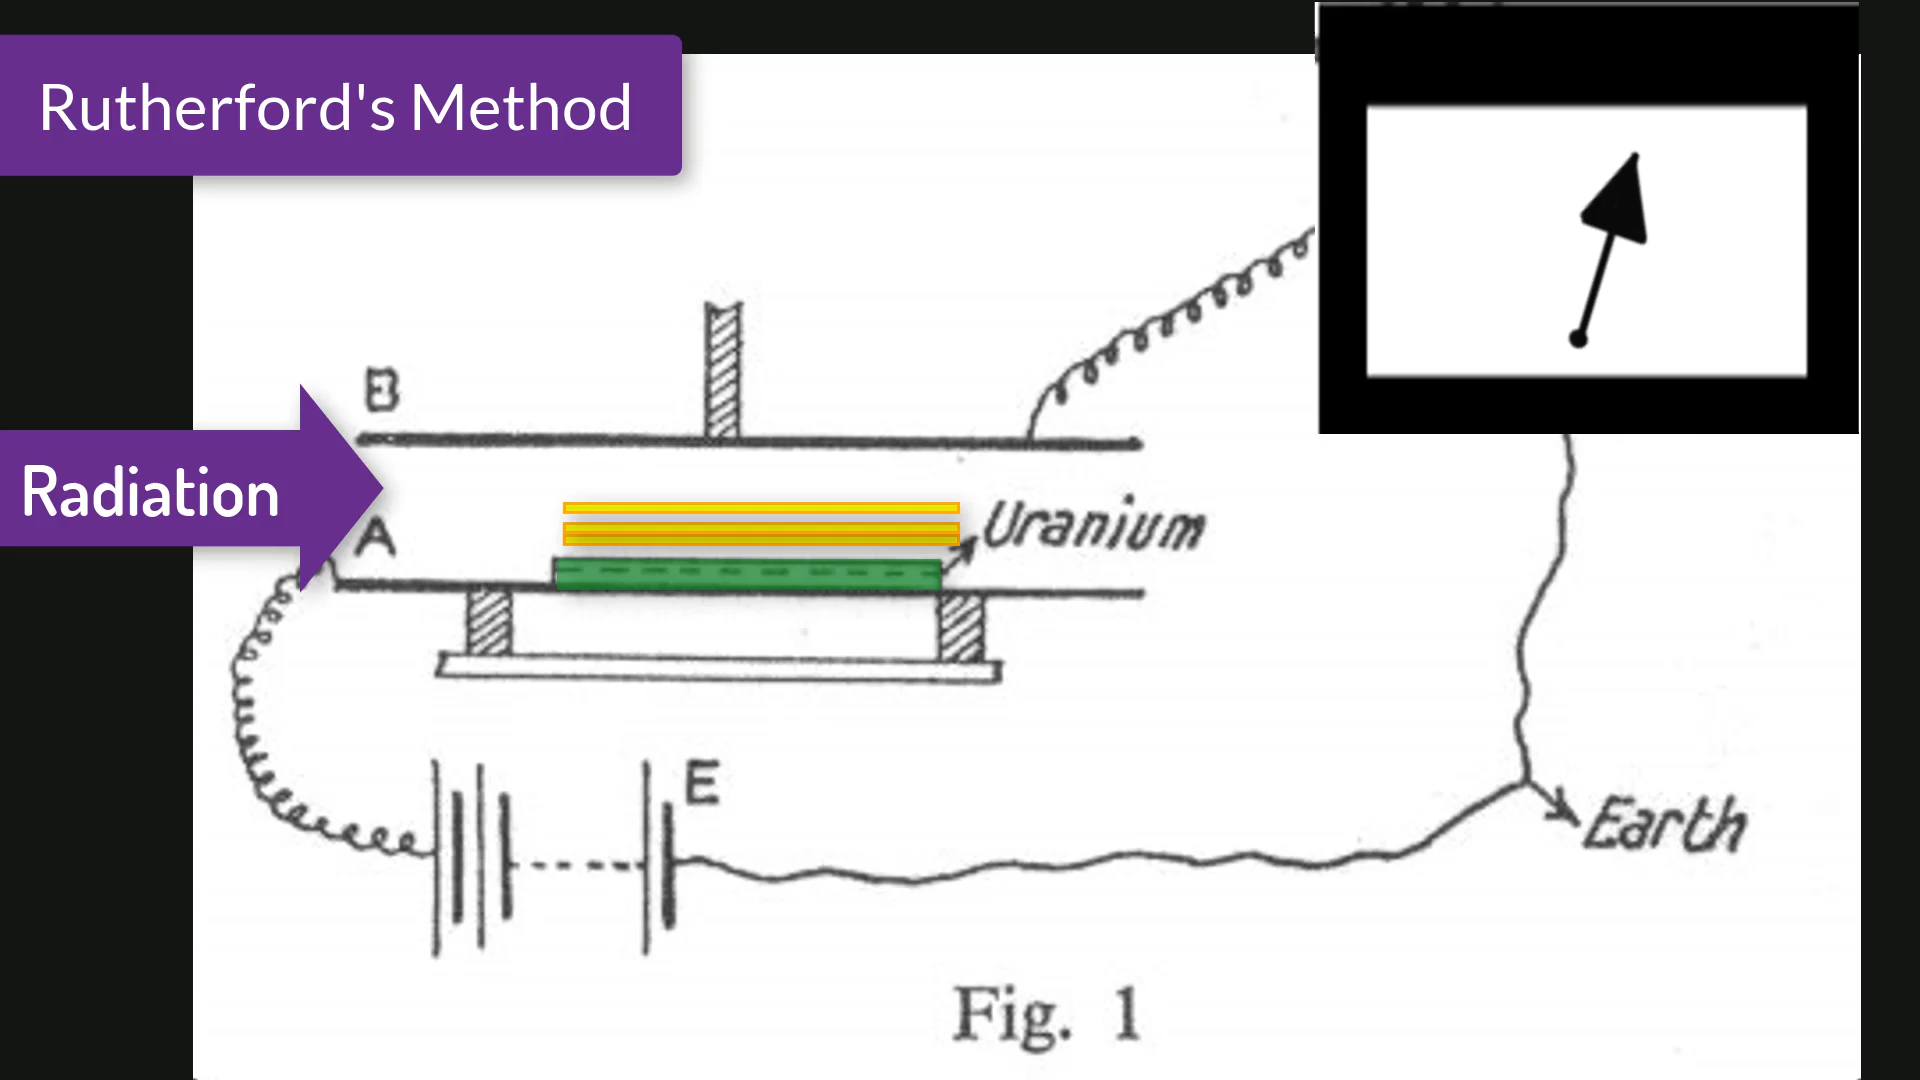 Rutherford's Method
B
Radiation
A
Uranium
E
Earth
Fig. 1